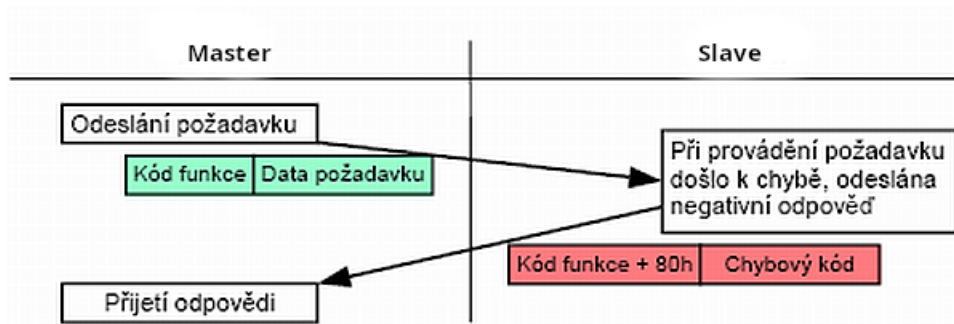 Master
Slave
Odeslání požadavku
Kód funkce
Data požadavku
Při provádění požadavku
došlo k chybě, odeslána
negativní odpověď
Kód funkce + 80h
Chybový kód
Přijetí odpovědi